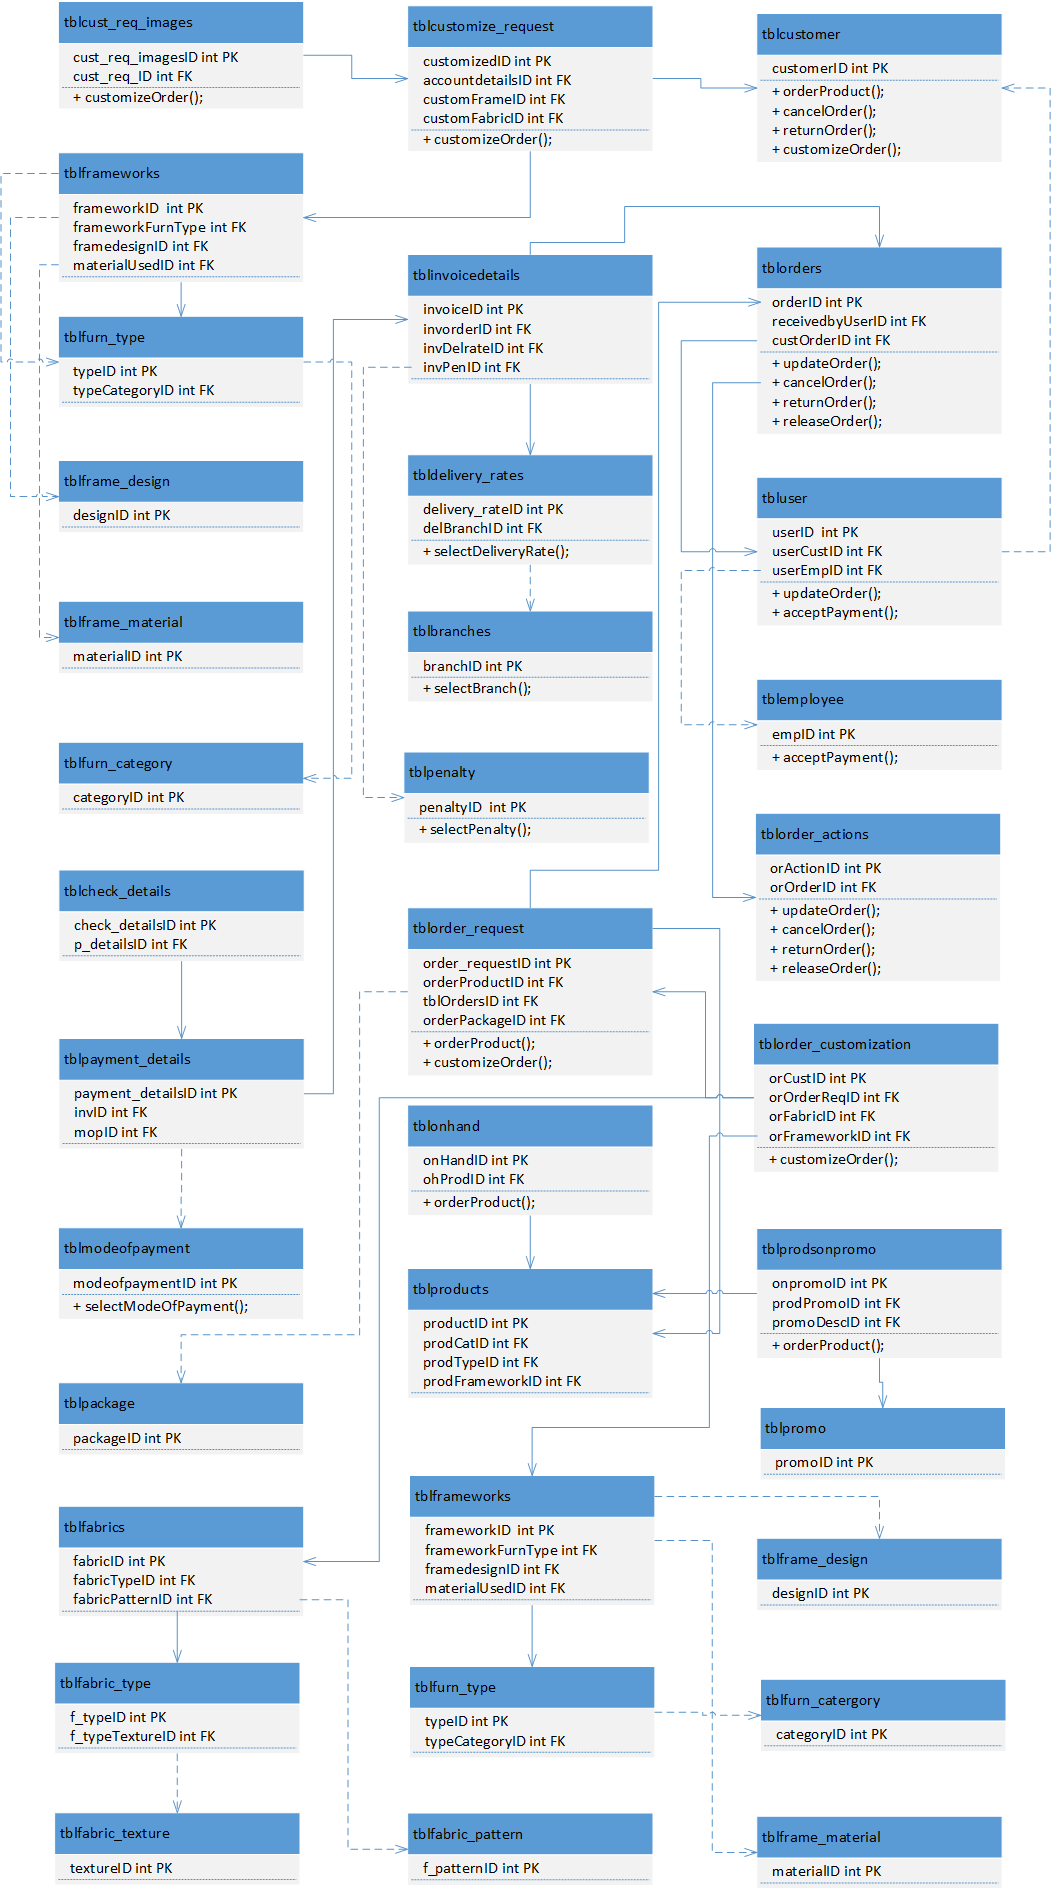 tblcust_req_images
cust_req_imagesID int PK
cust_req_ID int FK
+ customizeOrder();
tblcustomize_request
customizedID int PK
accountdetailsID int FK
customFrameID int FK
customFabricID int FK
+ customizeOrder();
tblcustomer
customerID int PK
+ orderProduct();
+ cancelOrder();
+ returnOrder();
+ customizeOrder();
tblframeworks
frameworkID  int PK
frameworkFurnType int FK
framedesignID int FK
materialUsedID int FK
tblinvoicedetails
invoiceID int PK
invorderID int FK
invDelrateID int FK
invPenID int FK
tblorders
orderID int PK
receivedbyUserID int FK
custOrderID int FK
+ updateOrder();
+ cancelOrder();
+ returnOrder();
+ releaseOrder();
tblfurn_type
typeID int PK
typeCategoryID int FK
tblframe_design
designID int PK
tbldelivery_rates
delivery_rateID int PK
delBranchID int FK
+ selectDeliveryRate();
tbluser
userID  int PK
userCustID int FK
userEmpID int FK
+ updateOrder();
+ acceptPayment();
tblframe_material
materialID int PK
tblbranches
branchID int PK
+ selectBranch();
tblemployee
empID int PK
+ acceptPayment();
tblfurn_category
categoryID int PK
tblpenalty
penaltyID  int PK
+ selectPenalty();
tblorder_actions
orActionID int PK
orOrderID int FK
+ updateOrder();
+ cancelOrder();
+ returnOrder();
+ releaseOrder();
tblcheck_details
check_detailsID int PK
p_detailsID int FK
tblorder_request
order_requestID int PK
orderProductID int FK
tblOrdersID int FK
orderPackageID int FK
+ orderProduct();
+ customizeOrder();
tblorder_customization
orCustID int PK
orOrderReqID int FK
orFabricID int FK
orFrameworkID int FK
+ customizeOrder();
tblpayment_details
payment_detailsID int PK
invID int FK
mopID int FK
tblonhand
onHandID int PK
ohProdID int FK
+ orderProduct();
tblmodeofpayment
modeofpaymentID int PK
+ selectModeOfPayment();
tblproducts
productID int PK
prodCatID int FK
prodTypeID int FK
prodFrameworkID int FK
tblprodsonpromo
onpromoID int PK
prodPromoID int FK
promoDescID int FK
+ orderProduct();
tblpackage
packageID int PK
tblpromo
promoID int PK
tblfabrics
fabricID int PK
fabricTypeID int FK
fabricPatternID int FK
tblframeworks
frameworkID  int PK
frameworkFurnType int FK
framedesignID int FK
materialUsedID int FK
tblframe_design
designID int PK
tblfabric_type
f_typeID int PK
f_typeTextureID int FK
tblfurn_type
typeID int PK
typeCategoryID int FK
tblfurn_catergory
categoryID int PK
tblfabric_texture
textureID int PK
tblfabric_pattern
f_patternID int PK
tblframe_material
materialID int PK